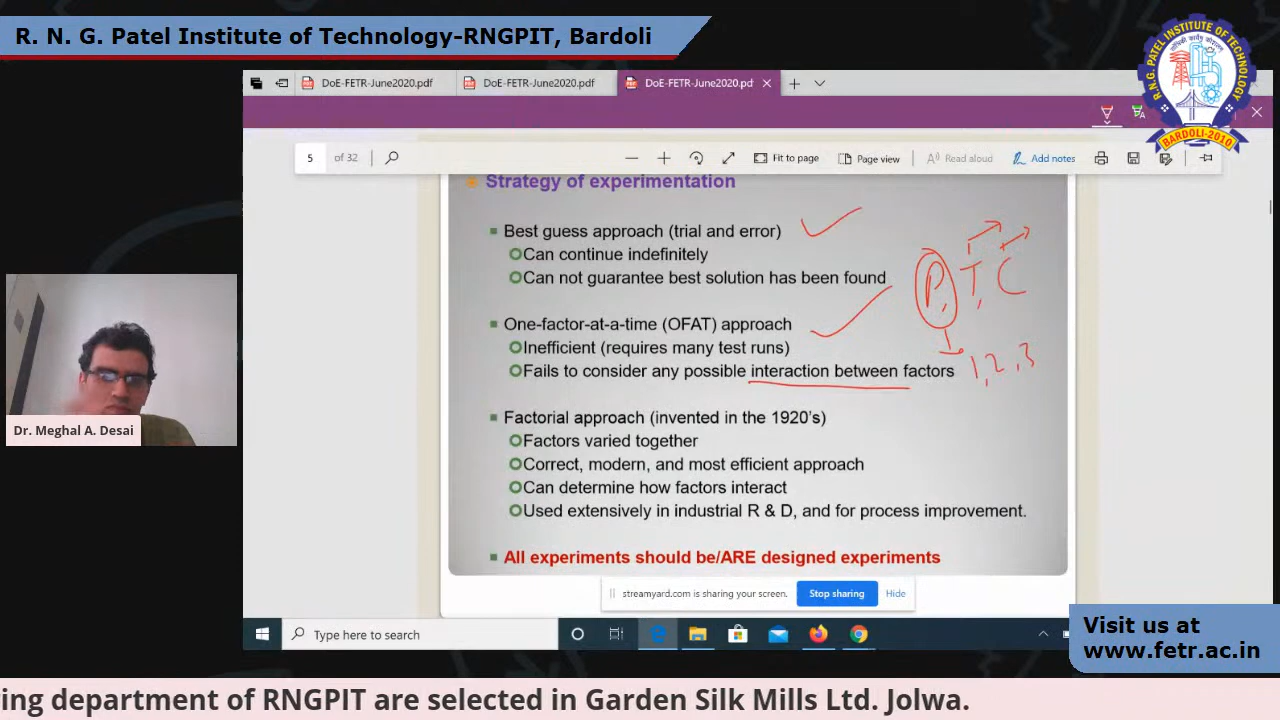 R. N. G. Patel Institute of Technology-RNGPIT, Bardoli
R.N.G. PATEL INSTITUTE OF TECHNOLOGY
BARDOLI-2010
DoE-FETR-June2020.pdf
DoE-FETR-June2020.pdf
DoE-FETR-June2020.pd
5 of 32
Fit to page
Page view
Read aloud
Add notes
Strategy of experimentation
Best guess approach (trial and error)
Can continue indefinitely
Can not guarantee best solution has been found
P, T, C
One-factor-at-a-time (OFAT) approach
Inefficient (requires many test runs)
Fails to consider any possible interaction between factors
1, 2, 3
Factorial approach (invented in the 1920's)
Factors varied together
Correct, modern, and most efficient approach
Can determine how factors interact
Used extensively in industrial R & D, and for process improvement.
All experiments should be/ARE designed experiments
Dr. Meghal A. Desai
streamyard.com is sharing your screen.
Stop sharing
Hide
Type here to search
Visit us at
www.fetr.ac.in
ing department of RNGPIT are selected in Garden Silk Mills Ltd. Jolwa.